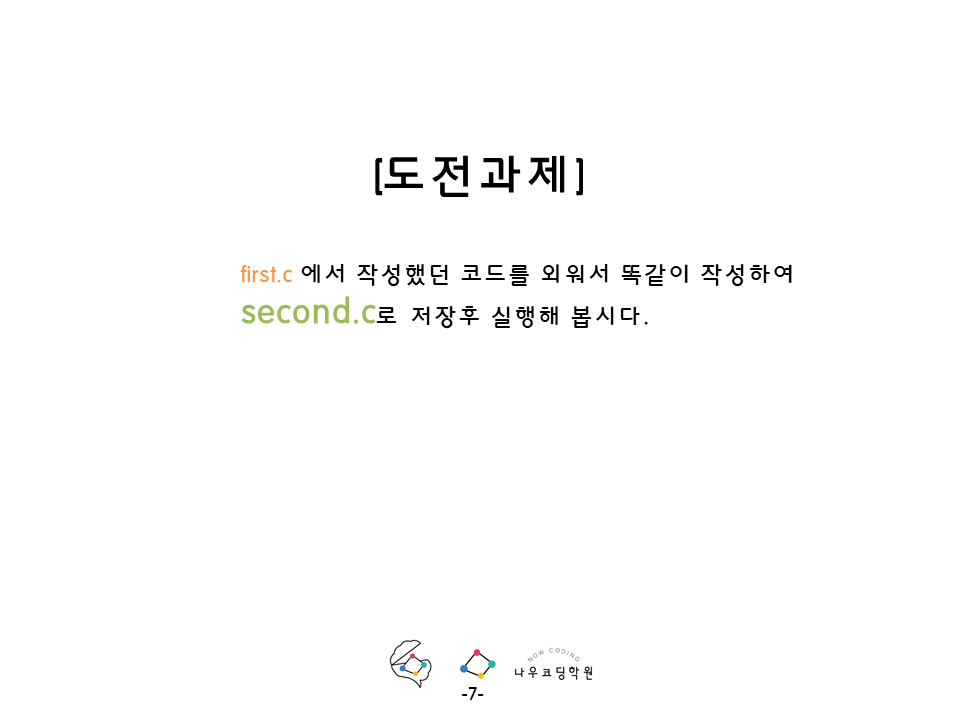 [도전과제]
first.c 에서 작성했던 코드를 외워서 똑같이 작성하여
second.c로 저장후 실행해 봅시다.
NOW CODING
나우코딩학원
-7-